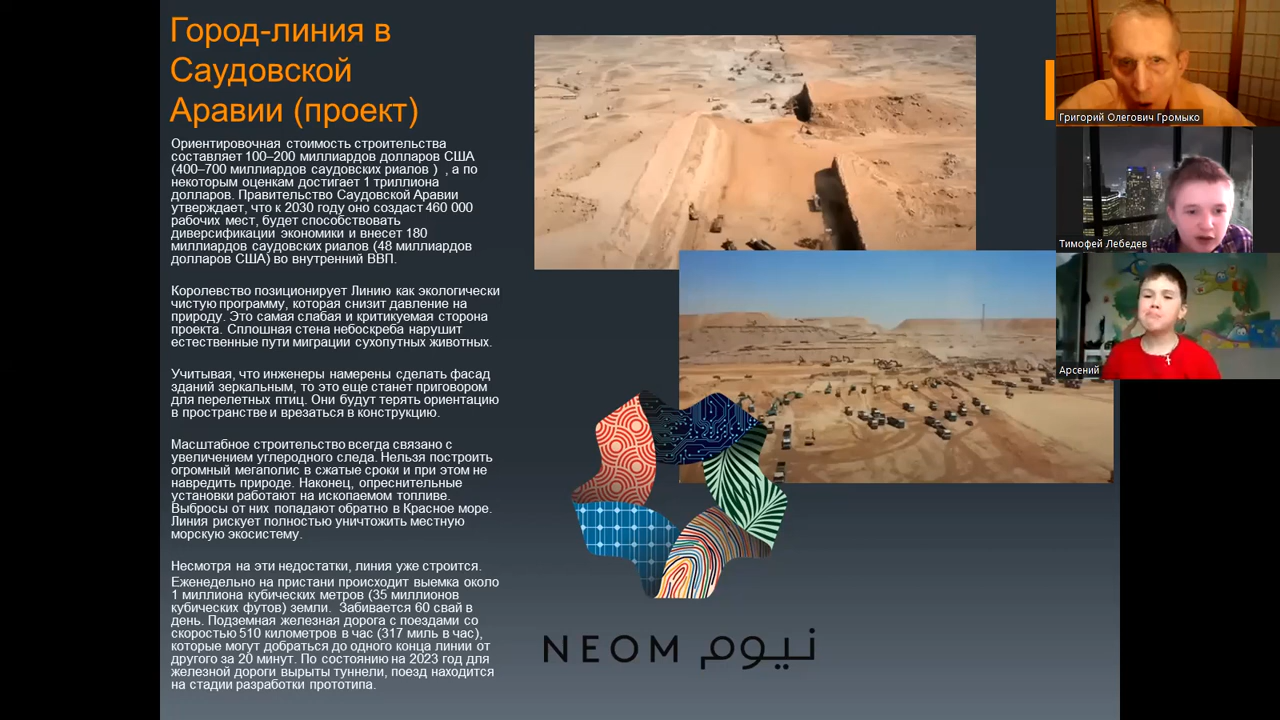 Город-линия в
Саудовской
Аравии (проект)
Ориентировочная стоимость строительства
составляет 100–200 миллиардов долларов США
(400–700 миллиардов саудовских риалов ) , а по
некоторым оценкам достигает 1 триллиона
долларов. Правительство Саудовской Аравии
утверждает, что к 2030 году оно создаст 460 000
рабочих мест, будет способствовать
диверсификации экономики и внесет 180
миллиардов саудовских риалов (48 миллиардов
долларов США) во внутренний ВВП.
Королевство позиционирует Линию как экологически
чистую программу, которая снизит давление на
природу. Это самая слабая и критикуемая сторона
проекта. Сплошная стена небоскреба нарушит
естественные пути миграции сухопутных животных.
Учитывая, что инженеры намерены сделать фасад
зданий зеркальным, то это еще станет приговором
для перелетных птиц. Они будут терять ориентацию
в пространстве и врезаться в конструкцию.
Масштабное строительство всегда связано с
увеличением углеродного следа. Нельзя построить
огромный мегаполис в сжатые сроки и при этом не
навредить природе. Наконец, опреснительные
установки работают на ископаемом топливе.
Выбросы от них попадают обратно в Красное море.
Линия рискует полностью уничтожить местную
морскую экосистему.
Несмотря на эти недостатки, линия уже строится.
Еженедельно на пристани происходит выемка около
1 миллиона кубических метров (35 миллионов
кубических футов) земли. Забивается 60 свай в
день. Подземная железная дорога с поездами со
скоростью 510 километров в час (317 миль в час),
которые могут добраться до одного конца линии от
другого за 20 минут. По состоянию на 2023 год для
железной дороги вырыты туннели, поезд находится
на стадии разработки прототипа.
NEOM نيوم
Григорий Олегович Громыко
Тимофей Лебедев
Арсений